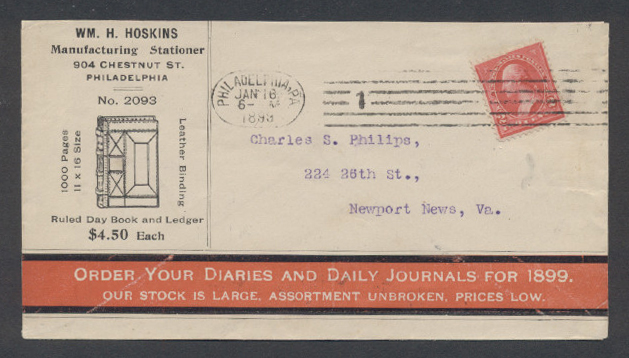 WM. H. HOSKINS
Manufacturing Stationer
904 CHESTNUT ST.
PHILADELPHIA
No. 2093
1000 Pages
11 x 16 Size
Leather Binding
Ruled Day Book and Ledger
$4.50 Each
PHILADELPHIA, PA
JAN 16
6- M
1899
1
Charles S. Philips,
224 26th St.,
Newport News, Va.
ORDER YOUR DIARIES AND DAILY JOURNALS FOR 1899.
OUR STOCK IS LARGE. ASSORTMENT UNBROKEN. PRICES LOW.